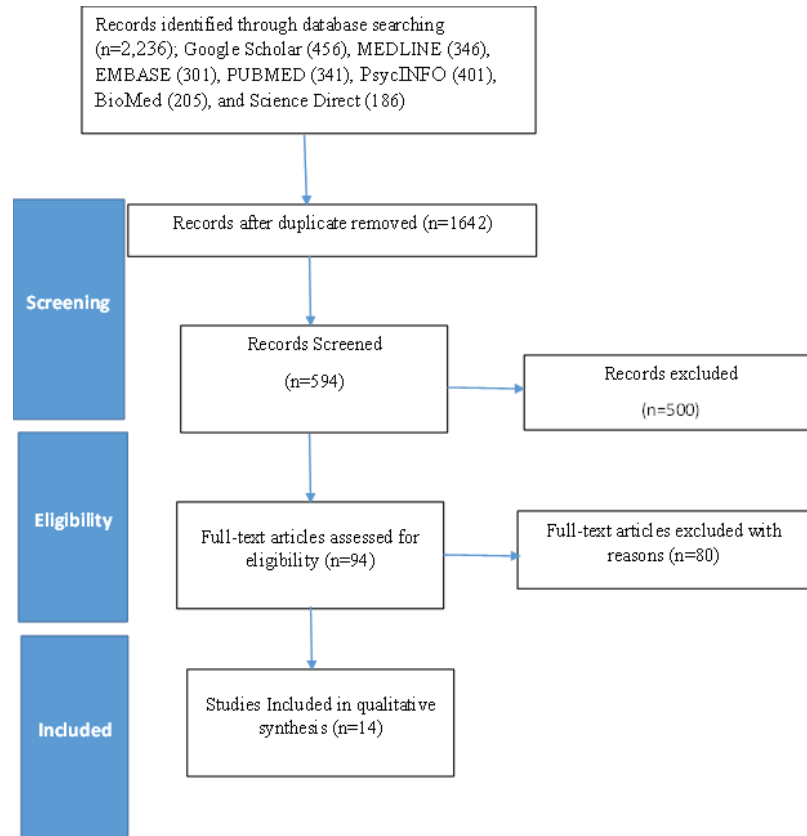 Records identified through database searching
(n=2,236); Google Scholar (456), MEDLINE (346),
EMBASE (301), PUBMED (341), PsycINFO (401),
BioMed (205), and Science Direct (186)
Records after duplicate removed (n=1642)
Screening
Records Screened
(n=594)
Records excluded
(n=500)
Eligibility
Full-text articles assessed for
eligibility (n=94)
Full-text articles excluded with
reasons (n=80)
Included
Studies Included in qualitative
synthesis (n=14)